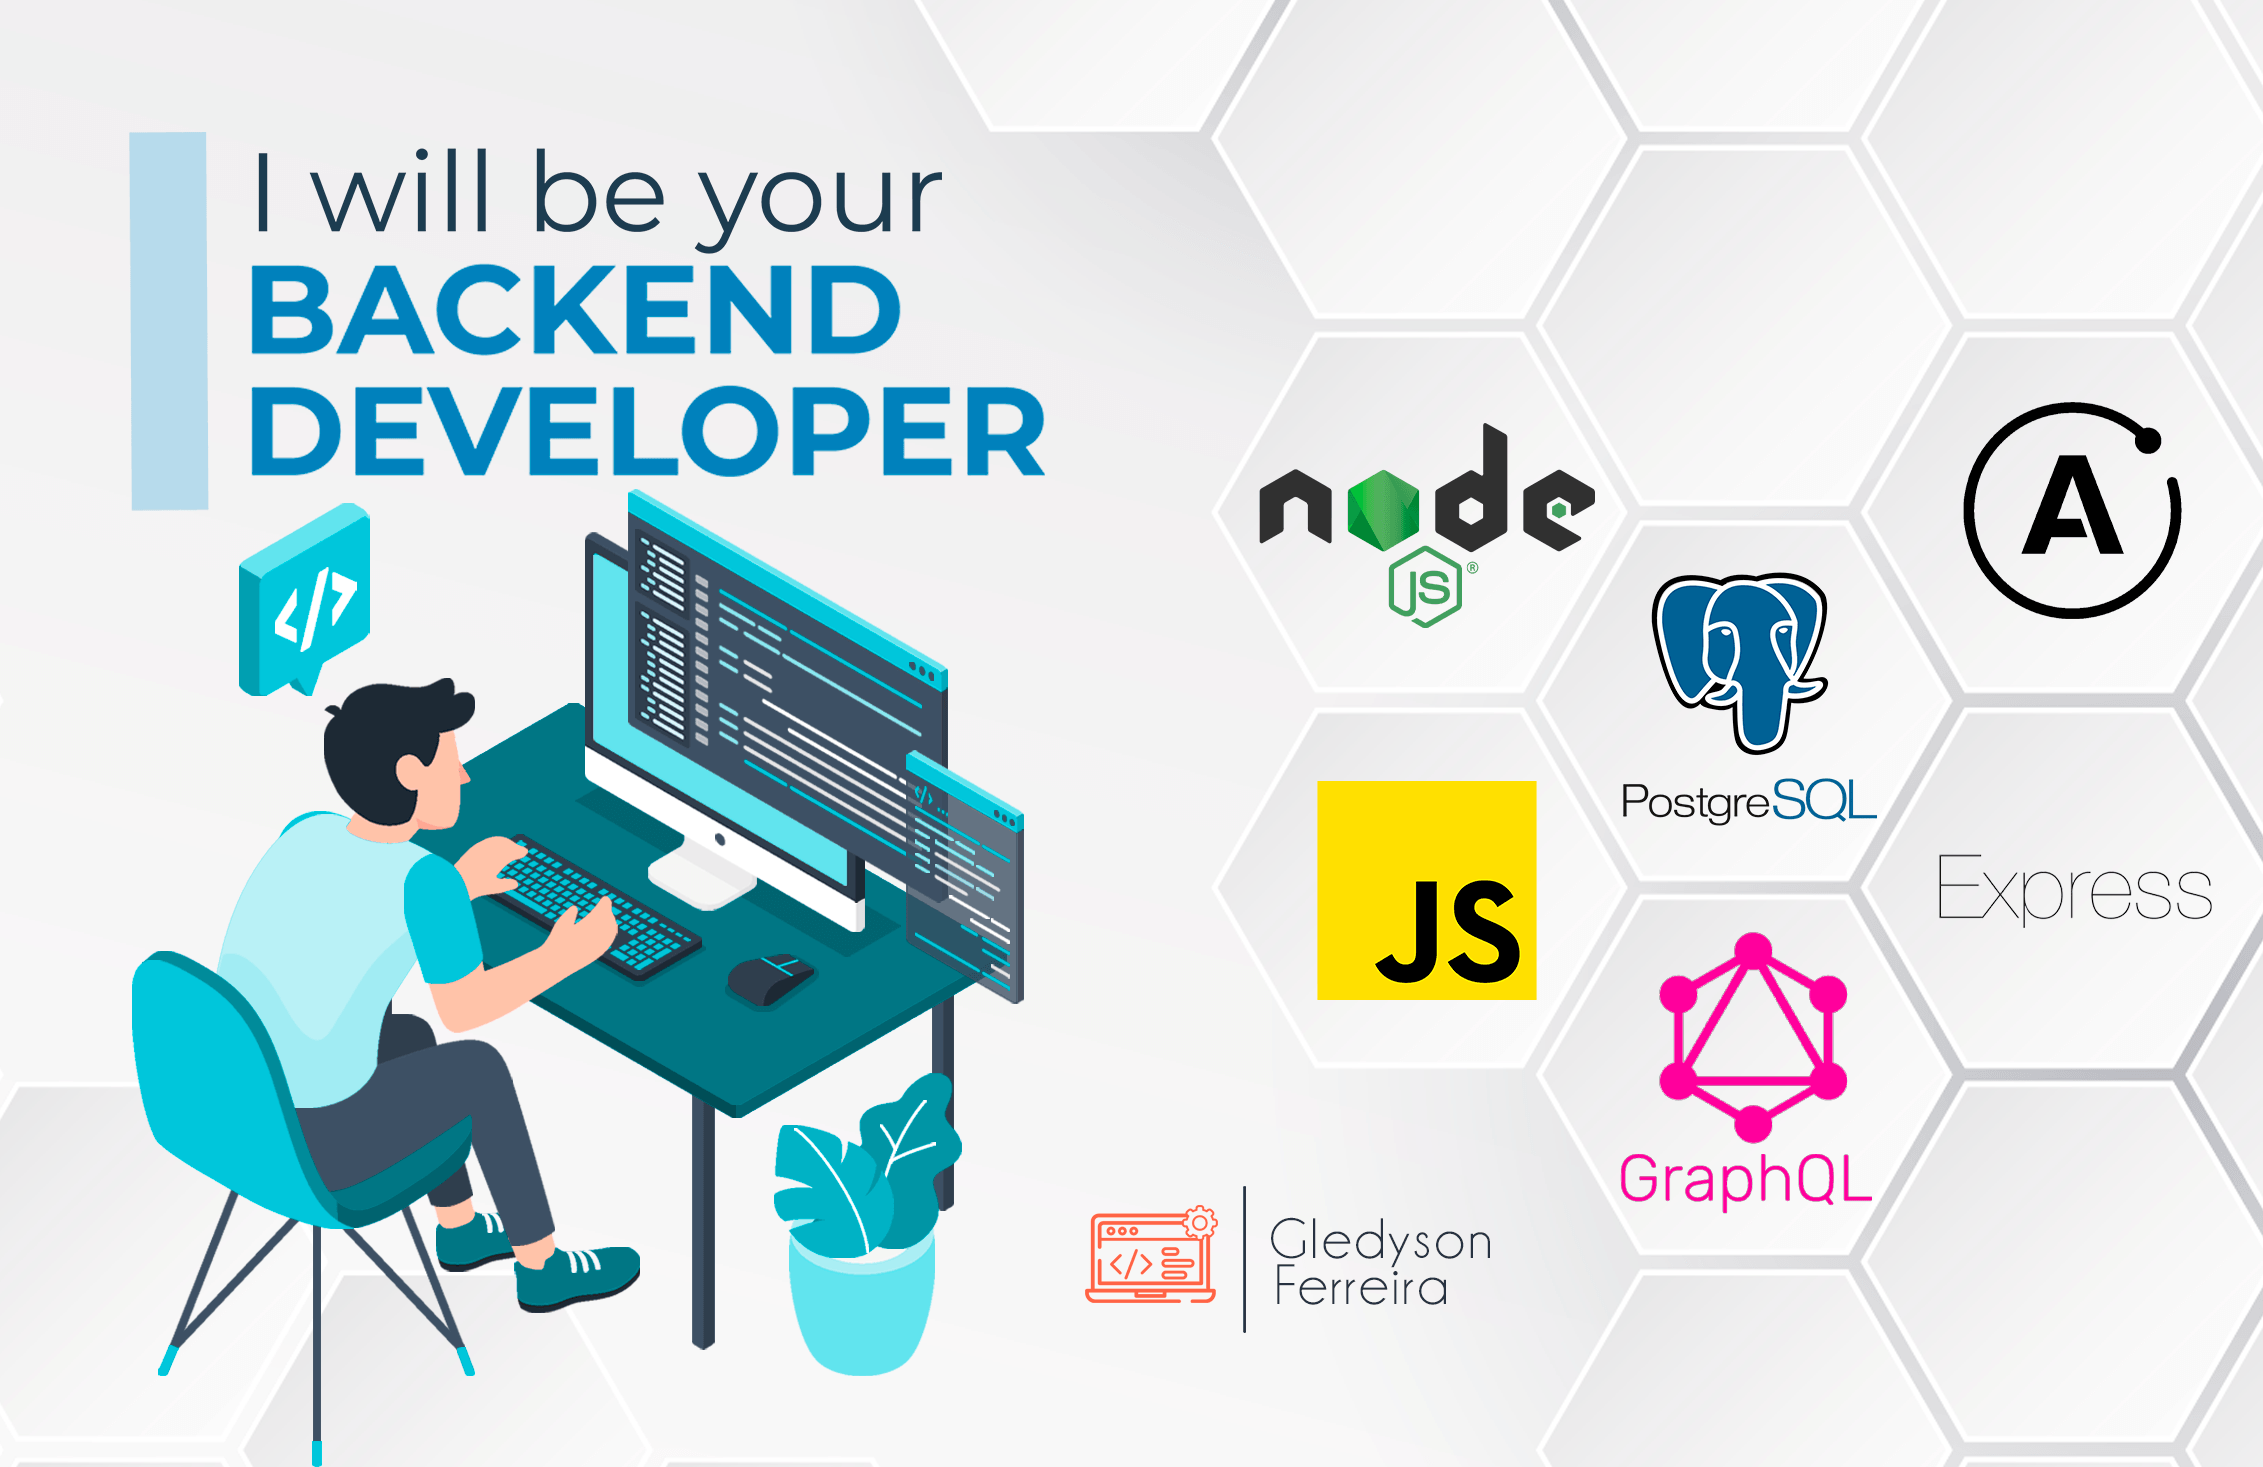 I will be your
BACKEND
DEVELOPER
</>
node
JS®
A
PostgreSQL
</> ...
JS
Express
GraphQL
</>
Gledyson
Ferreira